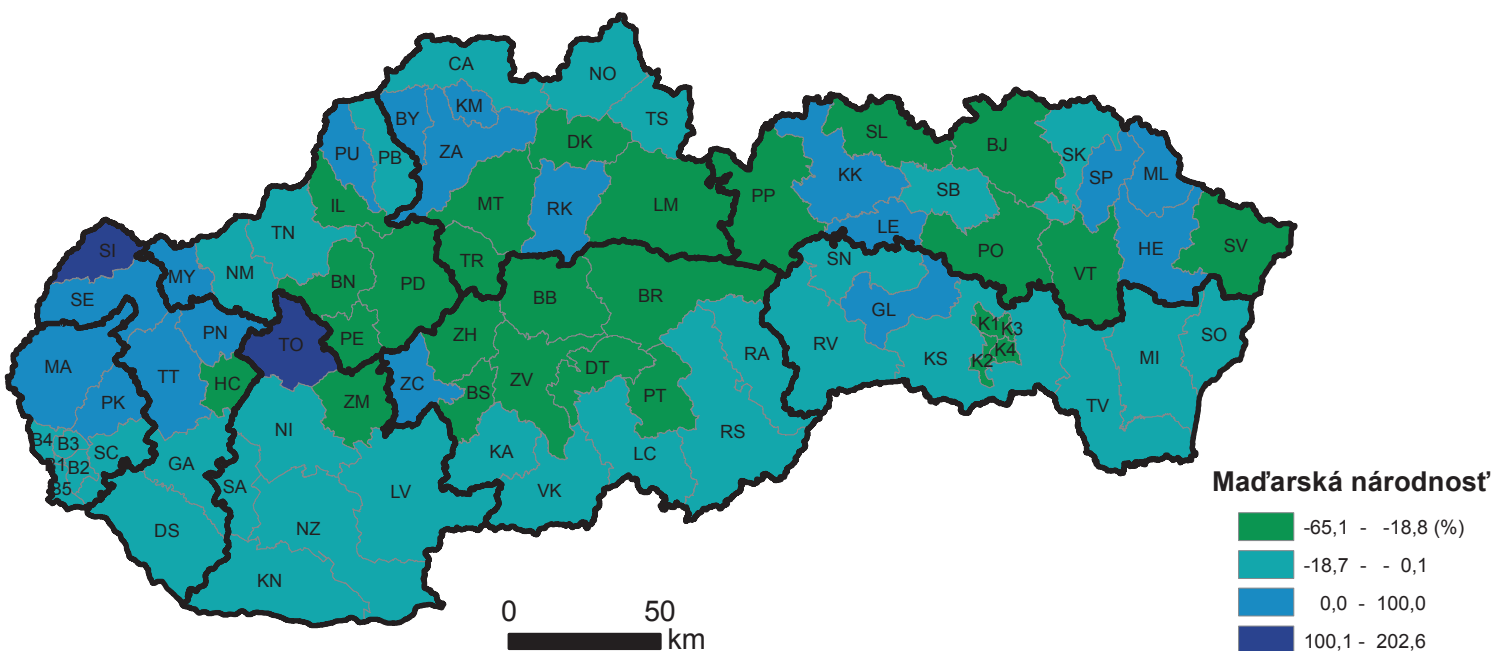 CA
NO
KM
BY
TS
SL
DK
BJ
PU
PB
ZA
SK
ML
SP
KK
SB
PP
IL
MT
RK
LM
LE
TN
SI
NM
MY
TR
SN
PO
HE
SV
VT
BN
PD
BB
BR
SE
GL
K1
K3
K4
K2
PN
TO
PE
ZH
RA
RV
KS
MI
SO
MA
TT
HC
ZC
BS
ZV
DT
PT
PK
ZM
TV
NI
RS
B4
B3
SC
KA
LC
B1
B2
GA
B5
SA
LV
VK
DS
NZ
KN
Maďarská národnosť
-65,1 - -18,8 (%)
-18,7 - - 0,1
0,0 - 100,0
100,1 - 202,6
0 50
km